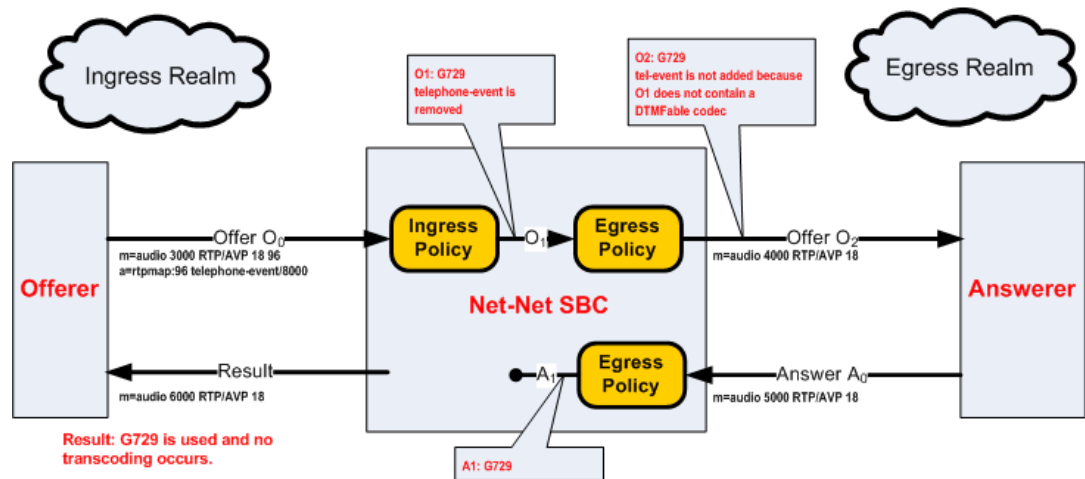 Ingress Realm
Egress Realm
O1: G729
telephone-event is
removed
O2: G729
tel-event is not added because
O1 does not contain a
DTMFable codec
Offerer
Offer O0
m=audio 3000 RTP/AVP 18 96
a=rtpmap:96 telephone-event/8000
Ingress
Policy
O1
Egress
Policy
Offer O2
m=audio 4000 RTP/AVP 18
Answerer
Net-Net SBC
Result
m=audio 6000 RTP/AVP 18
A1
Egress
Policy
Answer A0
m=audio 5000 RTP/AVP 18
Result: G729 is used and no
transcoding occurs.
A1: G729